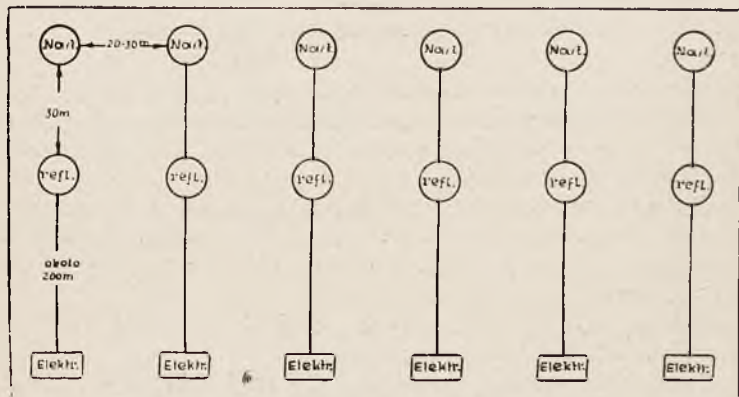 Nasł. 20-30m Nasł. Nasł. Nasł. Nasł. Nasł.
30m
refl. refl. refl. refl. refl. refl.
około
200m
Elektr. Elektr. Elektr. Elektr. Elektr. Elektr.